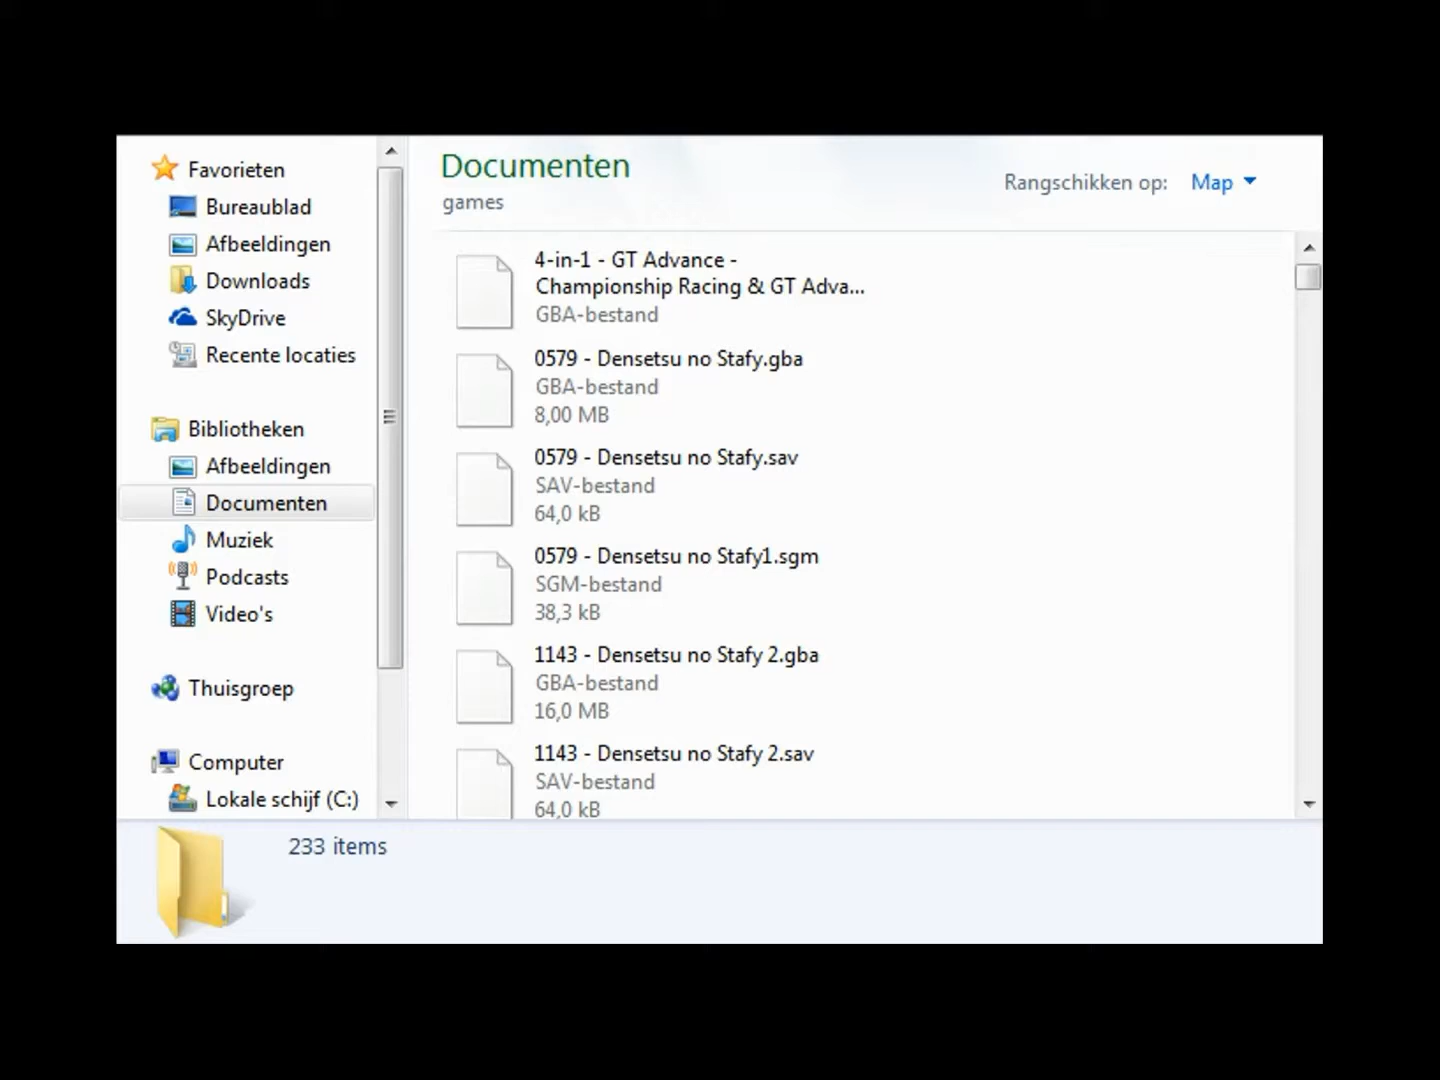 Favorieten
Bureaublad
Afbeeldingen
Downloads
SkyDrive
Recente locaties
Bibliotheken
Afbeeldingen
Documenten
Muziek
Podcasts
Video's
Thuisgroep
Computer
Lokale schijf (C:)
Documenten
games
Rangschikken op: Map
4-in-1 - GT Advance -
Championship Racing & GT Adva...
GBA-bestand
0579 - Densetsu no Stafy.gba
GBA-bestand
8,00 MB
0579 - Densetsu no Stafy.sav
SAV-bestand
64,0 kB
0579 - Densetsu no Stafy1.sgm
SGM-bestand
38,3 kB
1143 - Densetsu no Stafy 2.gba
GBA-bestand
16,0 MB
1143 - Densetsu no Stafy 2.sav
SAV-bestand
64,0 kB
233 items